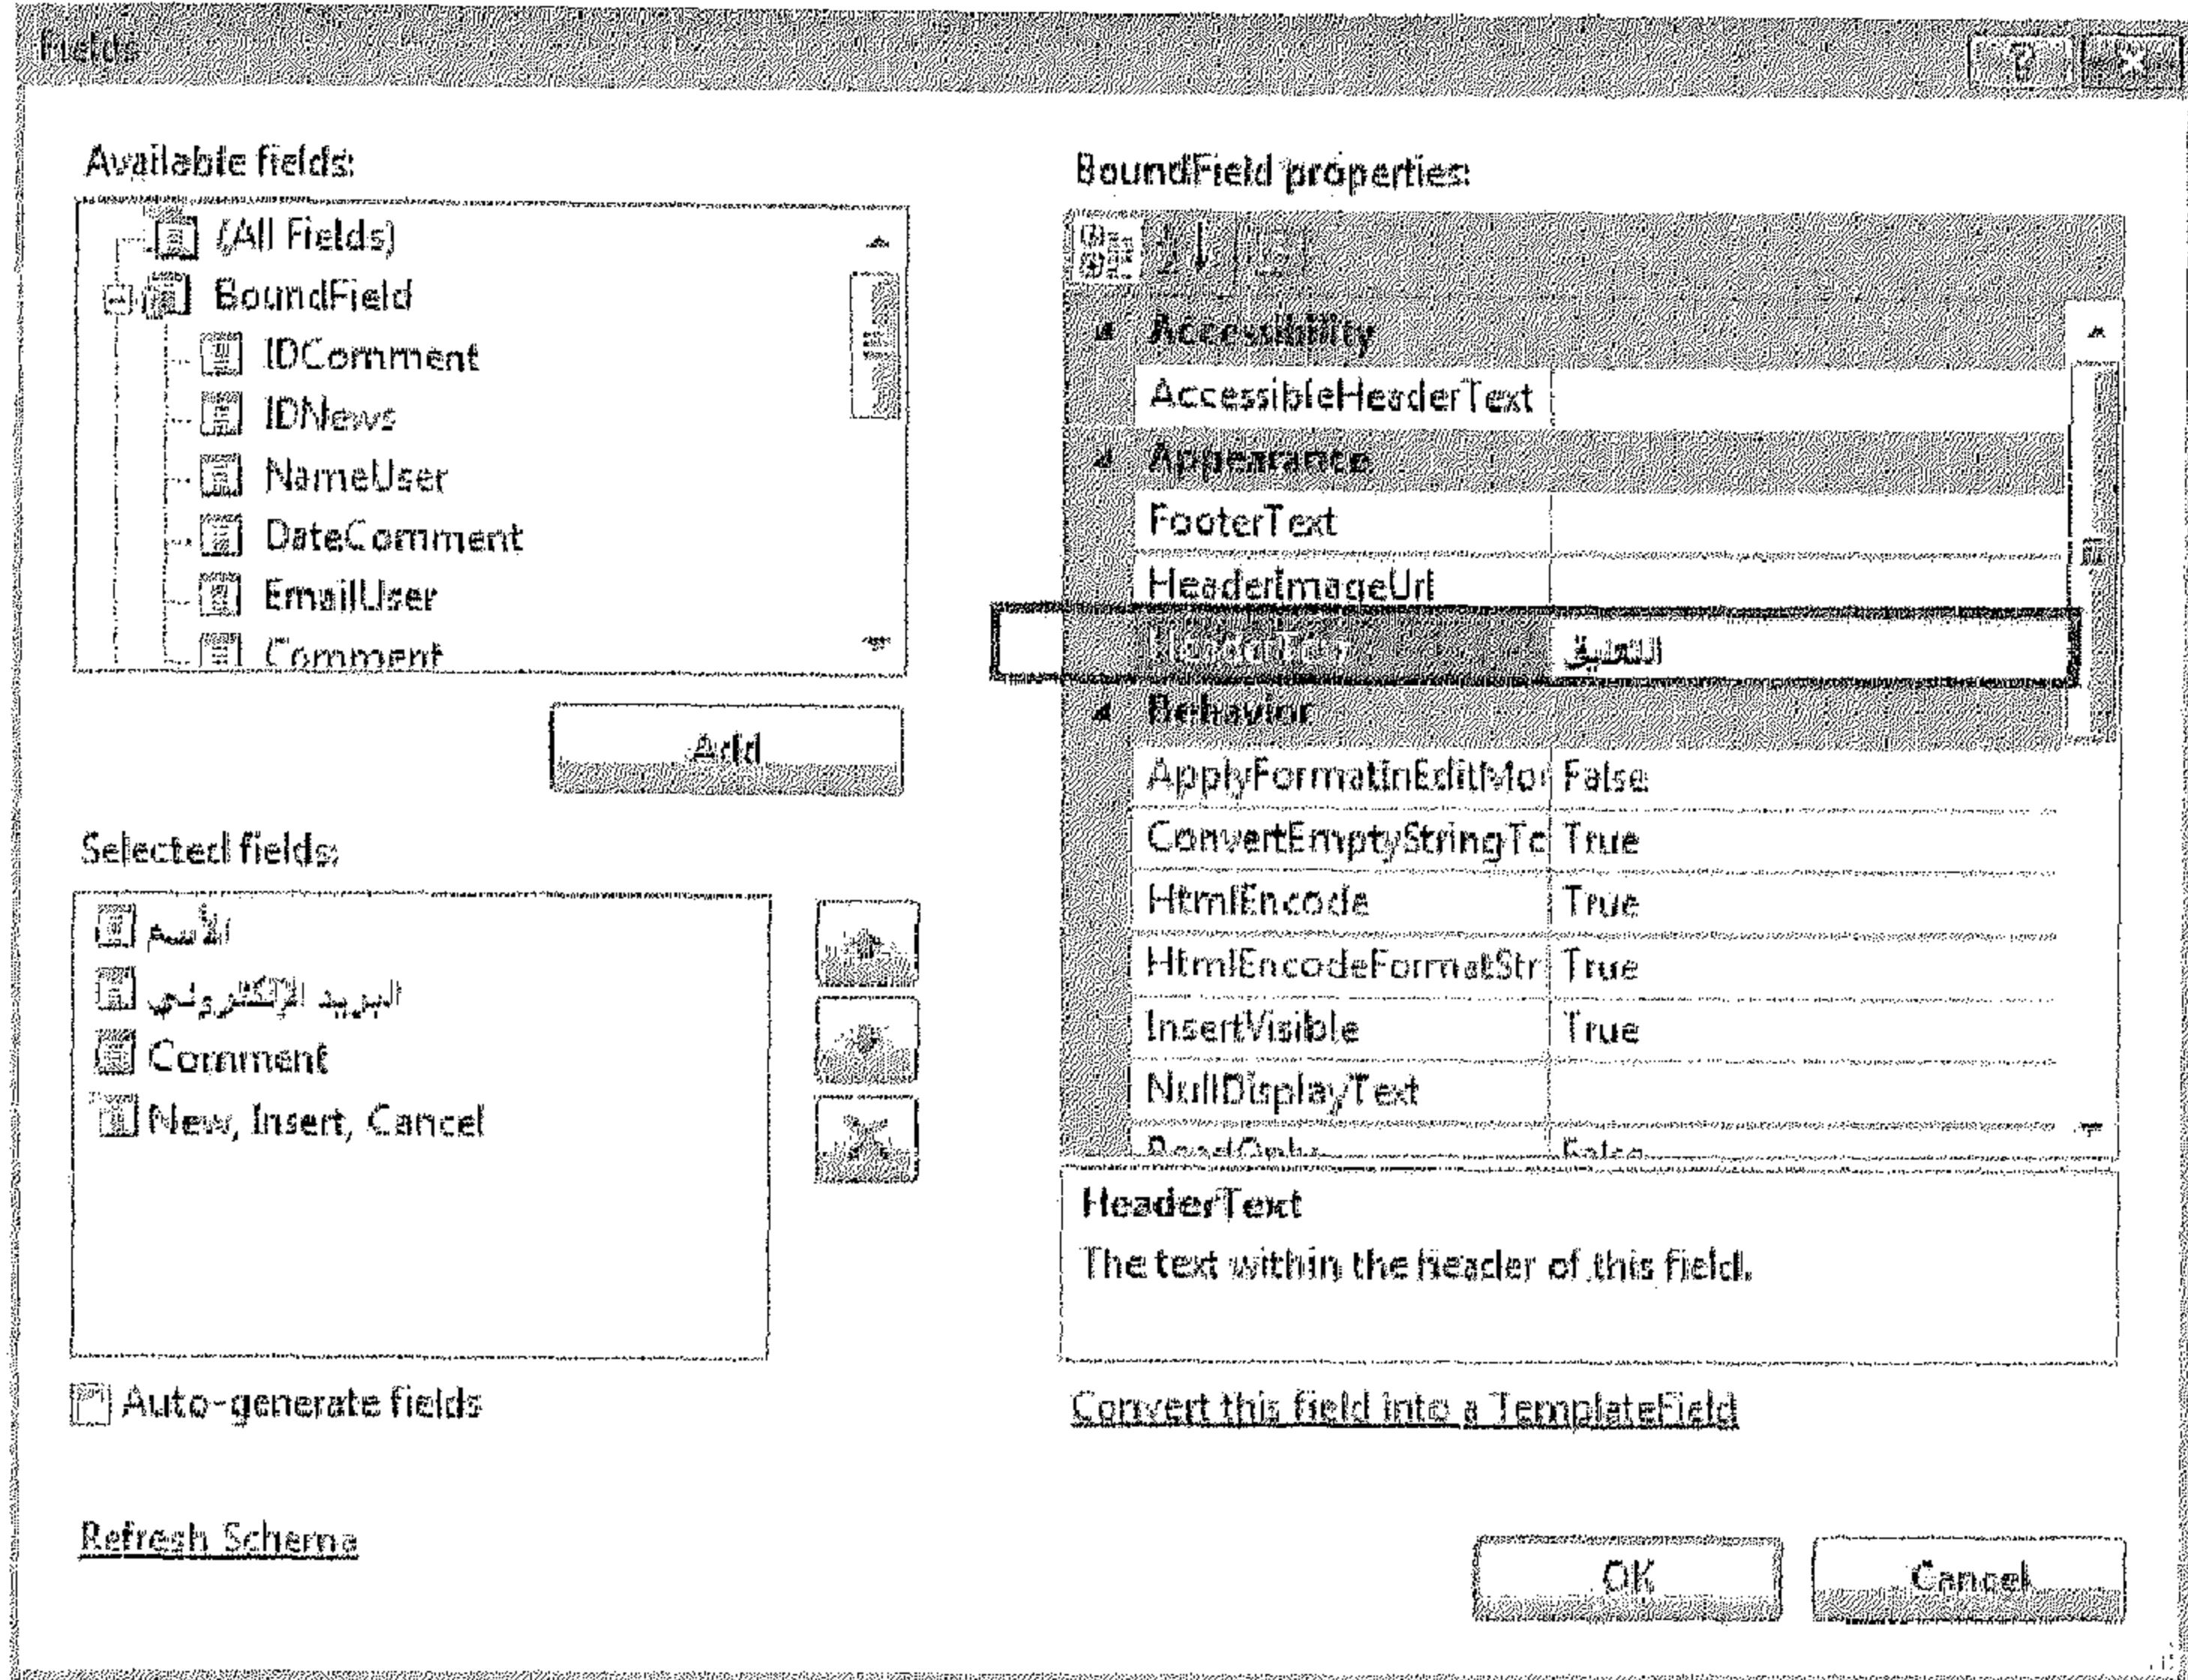 Fields
Available fields:
(All Fields)
BoundField
IDComment
IDNews
NameUser
DateComment
EmailUser
Comment
Add
Selected fields:
الأسم
البريد الإلكتروني
Comment
New, Insert, Cancel
Auto-generate fields
Refresh Schema
BoundField properties:
Accessibility
AccessibleHeaderText
Appearance
FooterText
HeaderImageUrl
HeaderText التعليق
Behavior
ApplyFormatInEditMo False
ConvertEmptyStringTo True
HtmlEncode True
HtmlEncodeFormatStr True
InsertVisible True
NullDisplayText
ReadOnly False
HeaderText
The text within the header of this field.
Convert this field into a TemplateField
OK Cancel